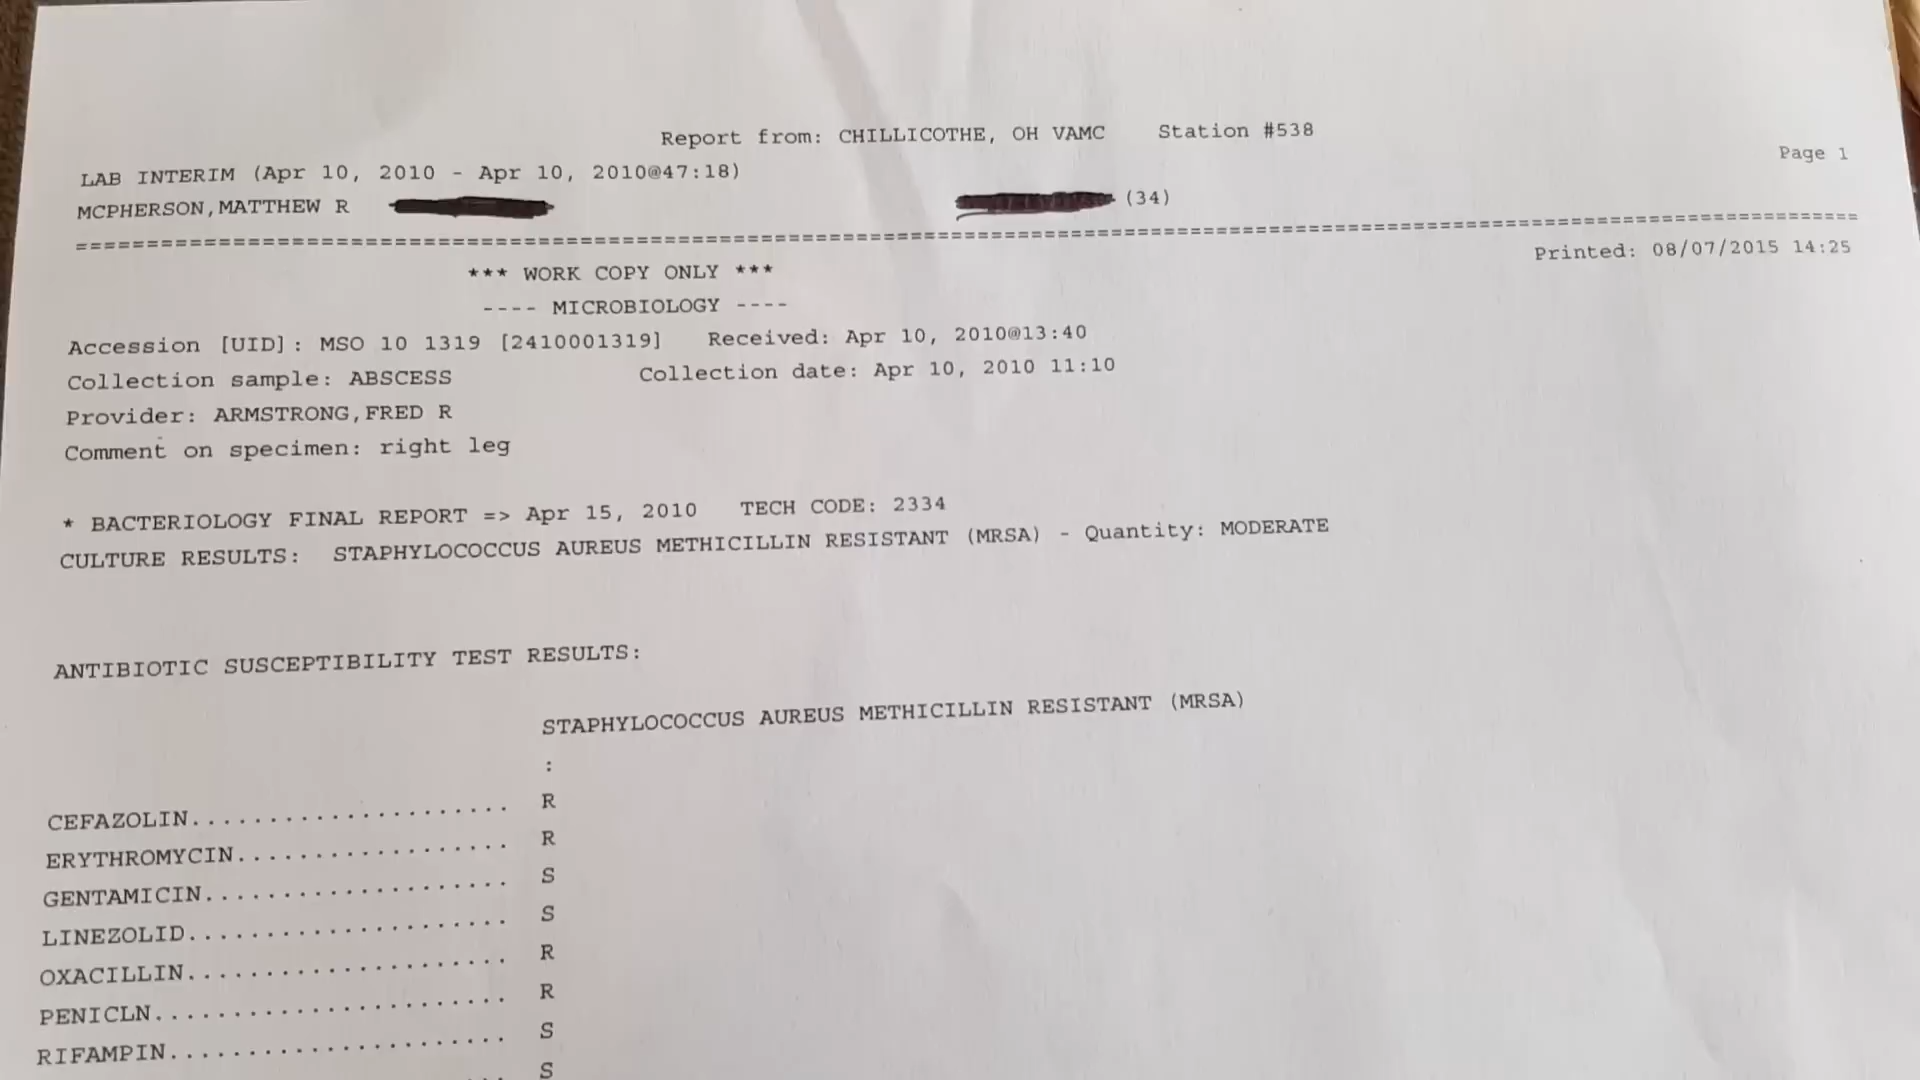 Report from: CHILLICOTHE, OH VAMC Station #538
Page 1
LAB INTERIM (Apr 10, 2010 - Apr 10, 2010@47:18)
MCPHERSON,MATTHEW R (34)
================================================================
Printed: 08/07/2015 14:25
*** WORK COPY ONLY ***
---- MICROBIOLOGY ----
Accession [UID]: MSO 10 1319 [2410001319] Received: Apr 10, 2010@13:40
Collection sample: ABSCESS Collection date: Apr 10, 2010 11:10
Provider: ARMSTRONG,FRED R
Comment on specimen: right leg
* BACTERIOLOGY FINAL REPORT => Apr 15, 2010 TECH CODE: 2334
CULTURE RESULTS: STAPHYLOCOCCUS AUREUS METHICILLIN RESISTANT (MRSA) - Quantity: MODERATE
ANTIBIOTIC SUSCEPTIBILITY TEST RESULTS:
STAPHYLOCOCCUS AUREUS METHICILLIN RESISTANT (MRSA)
:
CEFAZOLIN...................... R
ERYTHROMYCIN................... R
GENTAMICIN..................... S
LINEZOLID...................... S
OXACILLIN...................... R
PENICLN........................ R
RIFAMPIN....................... S
S